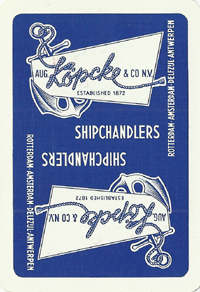 AUG. Köpcke & CO N.V.
ESTABLISHED 1872
SHIPCHANDLERS
ROTTERDAM-AMSTERDAM-DELFZIJL-ANTWERPEN
SHIPCHANDLERS
AUG. Köpcke & CO N.V.
ESTABLISHED 1872
ROTTERDAM-AMSTERDAM-DELFZIJL-ANTWERPEN